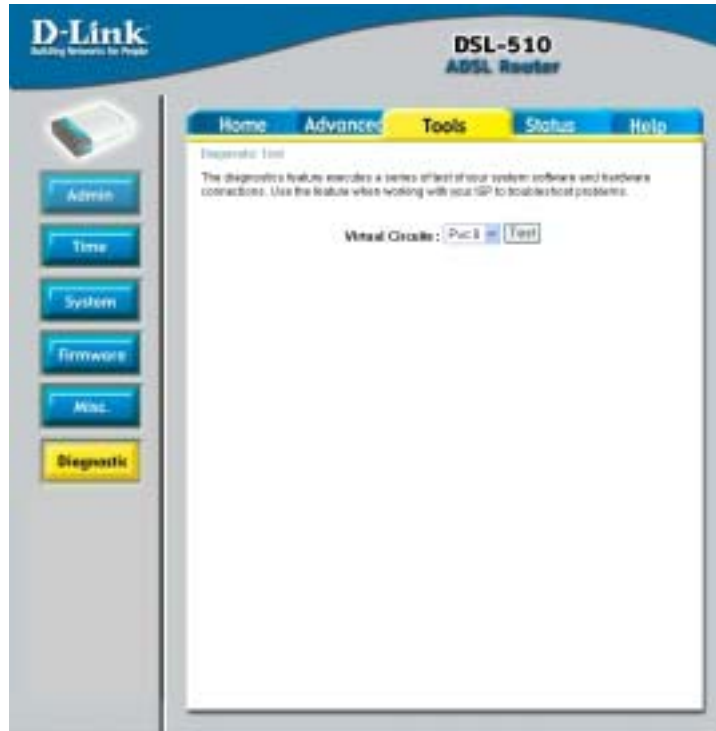 D-Link
Building Networks for People
DSL-510
ADSL Router
Home Advanced Tools Status Help
Diagnostic Test
The diagnostics feature executes a series of test of your system software and hardware
connections. Use the feature when working with your ISP to troubleshoot problems.
Virtual Circuits : Pvc 0 Test
Admin
Time
System
Firmware
Misc.
Diagnostic